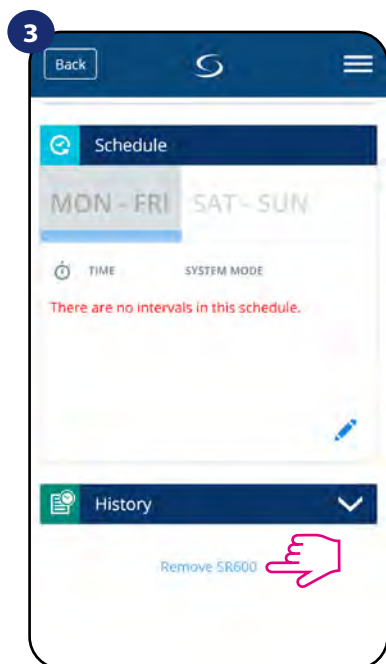 3
Back
Schedule
MON - FRI SAT - SUN
TIME SYSTEM MODE
There are no intervals in this schedule.
History
Remove SR600